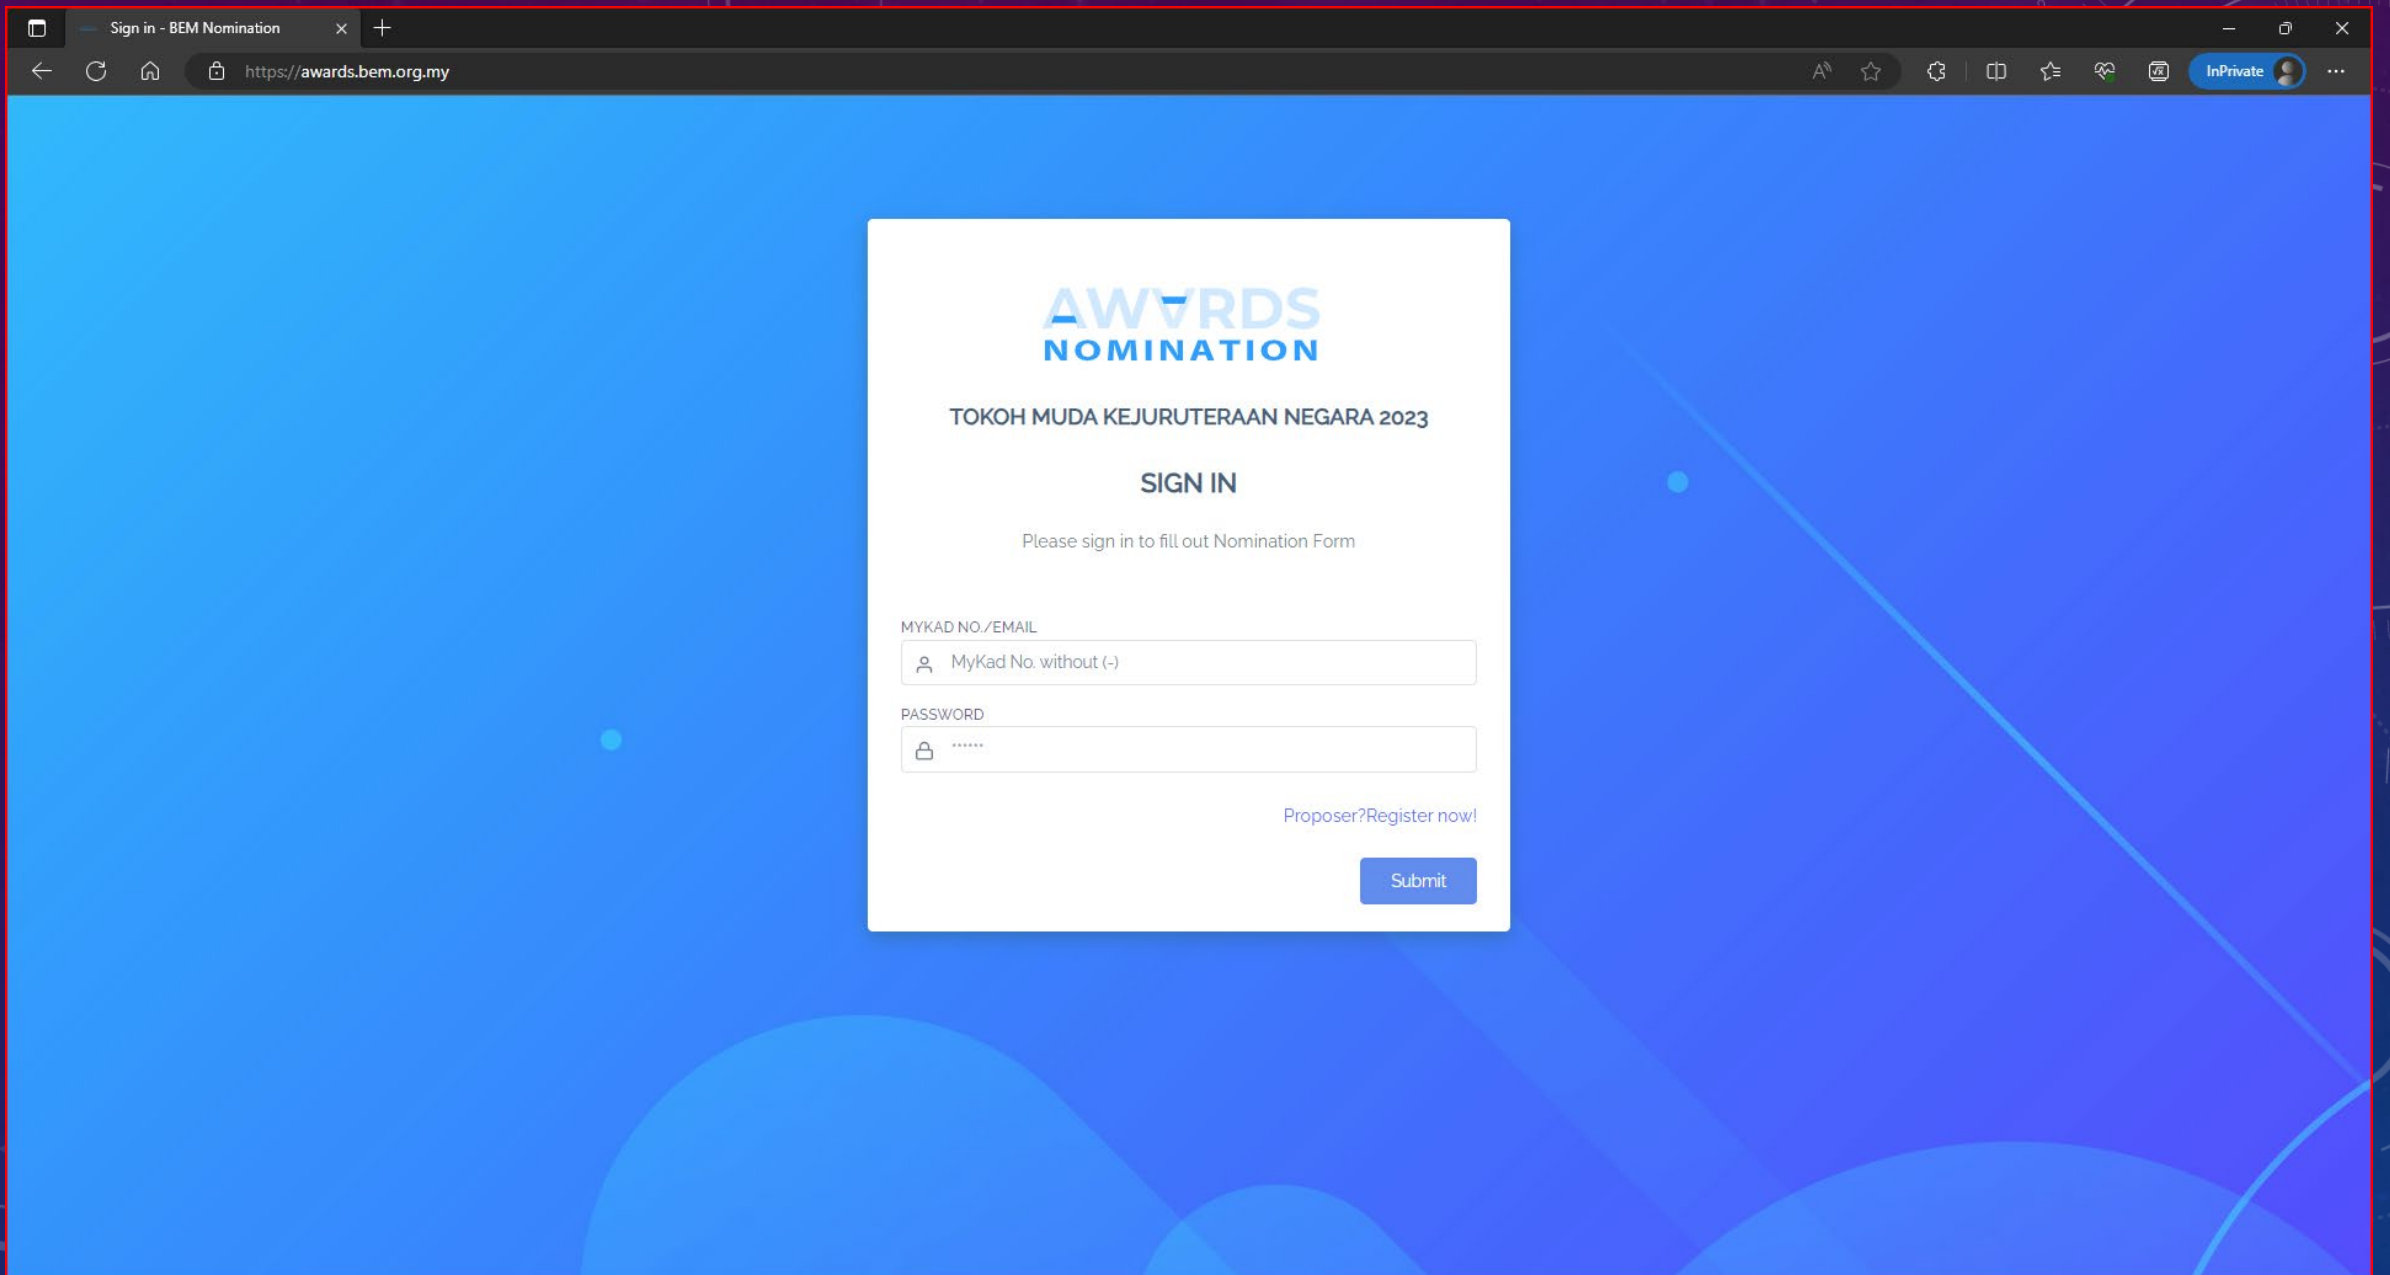 Sign in - BEM Nomination
https://awards.bem.org.my
InPrivate
AWARDS
NOMINATION
TOKOH MUDA KEJURUTERAAN NEGARA 2023
SIGN IN
Please sign in to fill out Nomination Form
MYKAD NO./EMAIL
MyKad No. without (-)
PASSWORD
******
Proposer?Register now!
Submit